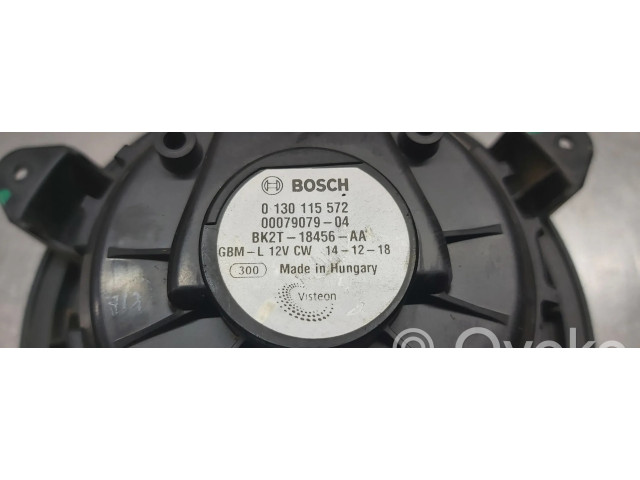 BOSCH
0 130 115 572
00079079-04
BK2T-18456-AA
GBM-L 12V CW 14-12-18
300 Made in Hungary
Visteon
© Ovoko